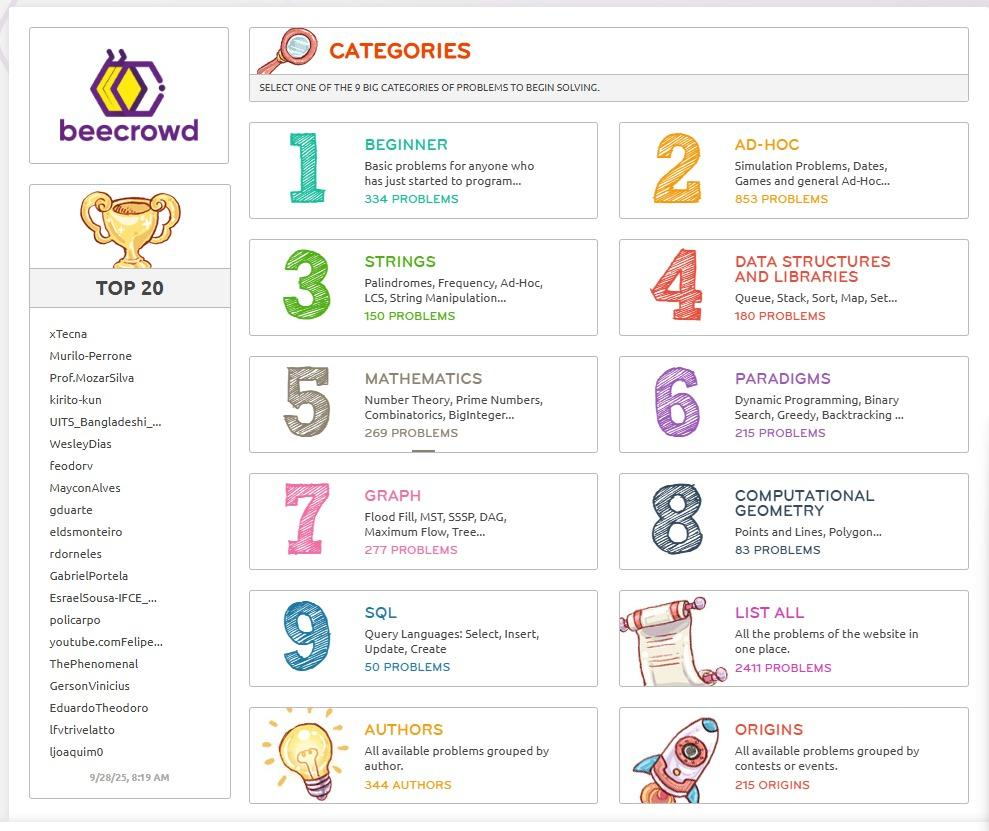 beecrowd
TOP 20
xTecna
Murilo-Perrone
Prof.MozarSilva
kirito-kun
UITS_Bangladeshi_...
WesleyDias
feodorv
MayconAlves
gduarte
eldsmonteiro
rdorneles
GabrielPortela
EsraelSousa-IFCE_...
policarpo
youtube.comFelipe...
ThePhenomenal
GersonVinicius
EduardoTheodoro
lfvtrivelatto
ljoaquim0
9/28/25, 8:19 AM
CATEGORIES
SELECT ONE OF THE 9 BIG CATEGORIES OF PROBLEMS TO BEGIN SOLVING.
1
BEGINNER
Basic problems for anyone who
has just started to program...
334 PROBLEMS
2
AD-HOC
Simulation Problems, Dates,
Games and general Ad-Hoc...
853 PROBLEMS
3
STRINGS
Palindromes, Frequency, Ad-Hoc,
LCS, String Manipulation...
150 PROBLEMS
4
DATA STRUCTURES
AND LIBRARIES
Queue, Stack, Sort, Map, Set...
180 PROBLEMS
5
MATHEMATICS
Number Theory, Prime Numbers,
Combinatorics, BigInteger...
269 PROBLEMS
6
PARADIGMS
Dynamic Programming, Binary
Search, Greedy, Backtracking ...
215 PROBLEMS
7
GRAPH
Flood Fill, MST, SSSP, DAG,
Maximum Flow, Tree...
277 PROBLEMS
8
COMPUTATIONAL
GEOMETRY
Points and Lines, Polygon...
83 PROBLEMS
9
SQL
Query Languages: Select, Insert,
Update, Create
50 PROBLEMS
LIST ALL
All the problems of the website in
one place.
2411 PROBLEMS
AUTHORS
All available problems grouped by
author.
344 AUTHORS
ORIGINS
All available problems grouped by
contests or events.
215 ORIGINS